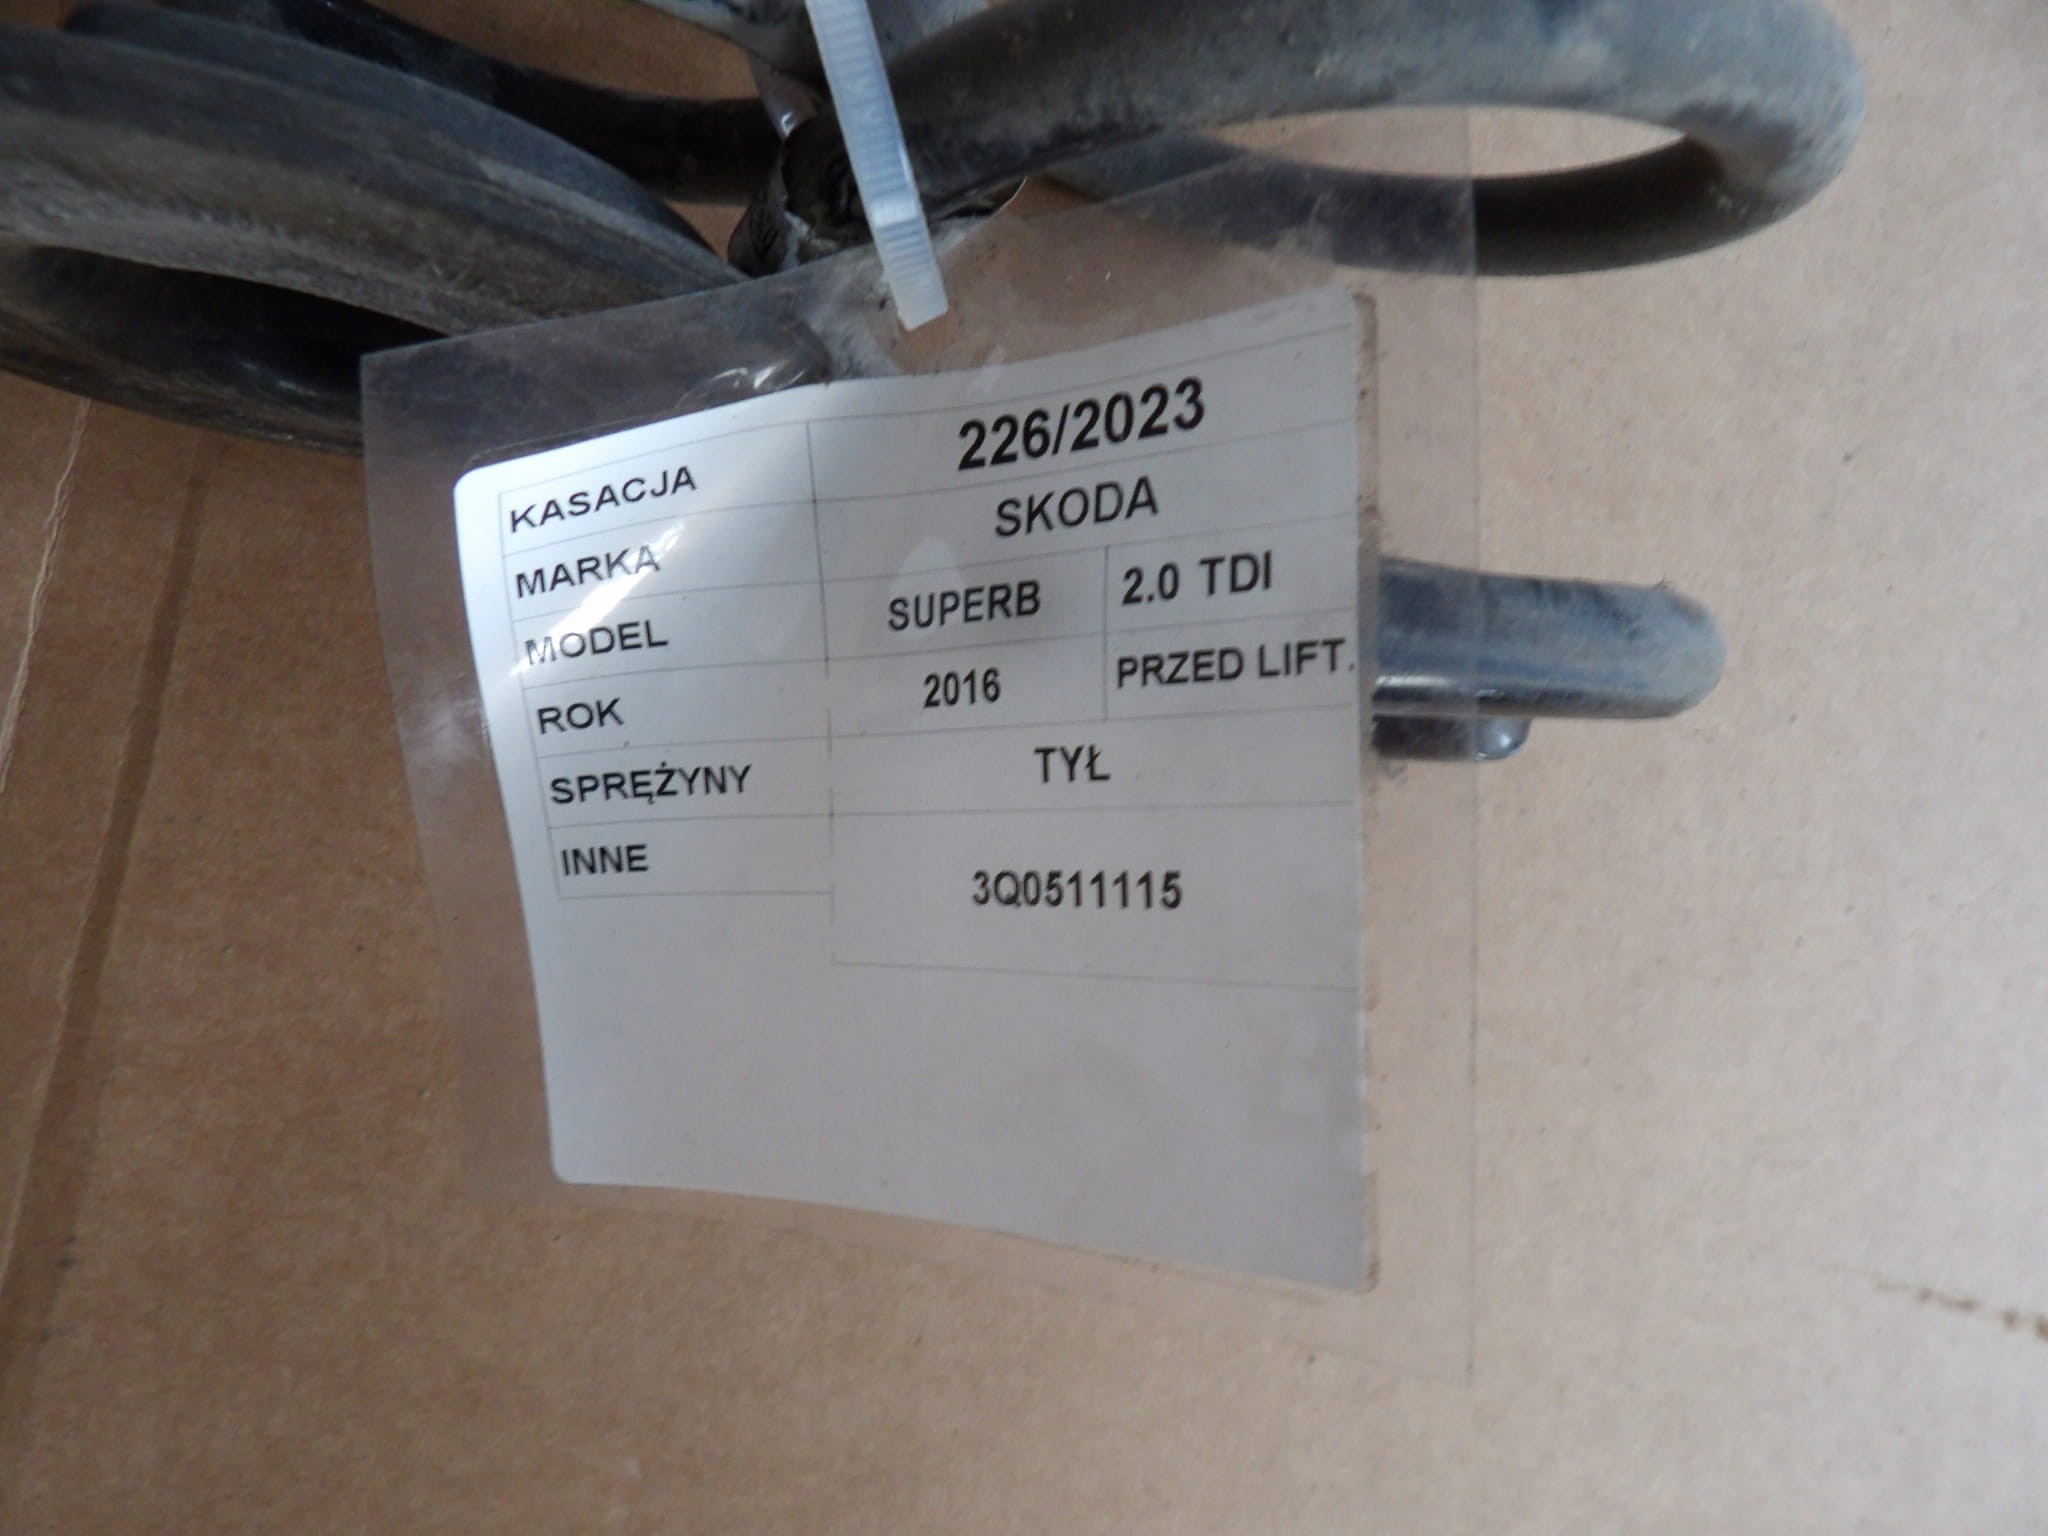 KASACJA 226/2023
MARKA SKODA
MODEL SUPERB 2.0 TDI
ROK 2016 PRZED LIFT.
SPRĘŻYNY TYŁ
INNE 3Q0511115